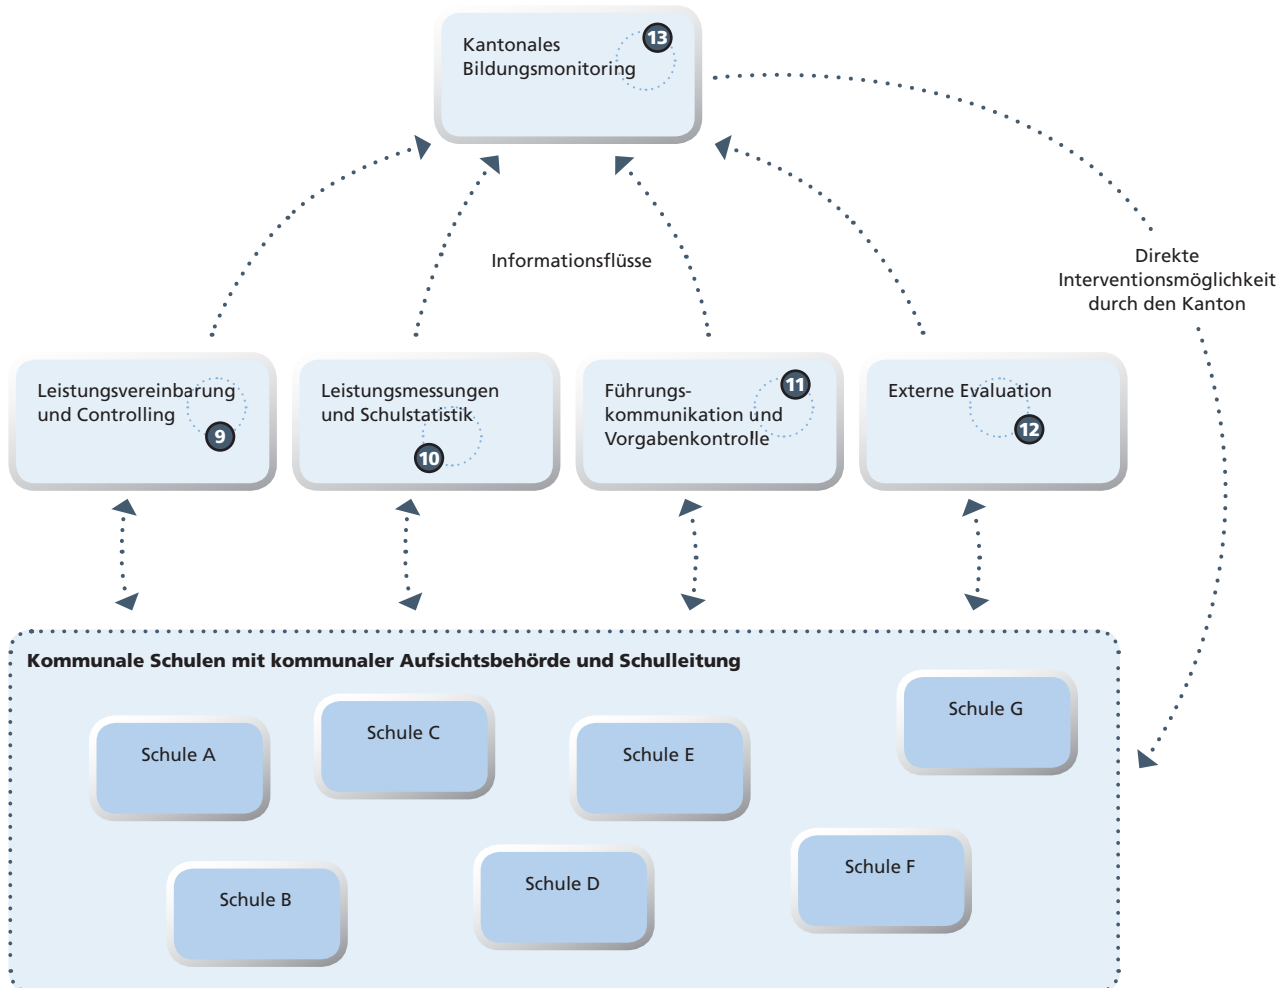 Kantonales
Bildungsmonitoring
13
Informationsflüsse
Direkte
Interventionsmöglichkeit
durch den Kanton
Leistungsvereinbarung
und Controlling
9
Leistungsmessungen
und Schulstatistik
10
Führungs-
kommunikation und
Vorgabenkontrolle
11
Externe Evaluation
12
Kommunale Schulen mit kommunaler Aufsichtsbehörde und Schulleitung
Schule A
Schule C
Schule E
Schule G
Schule B
Schule D
Schule F